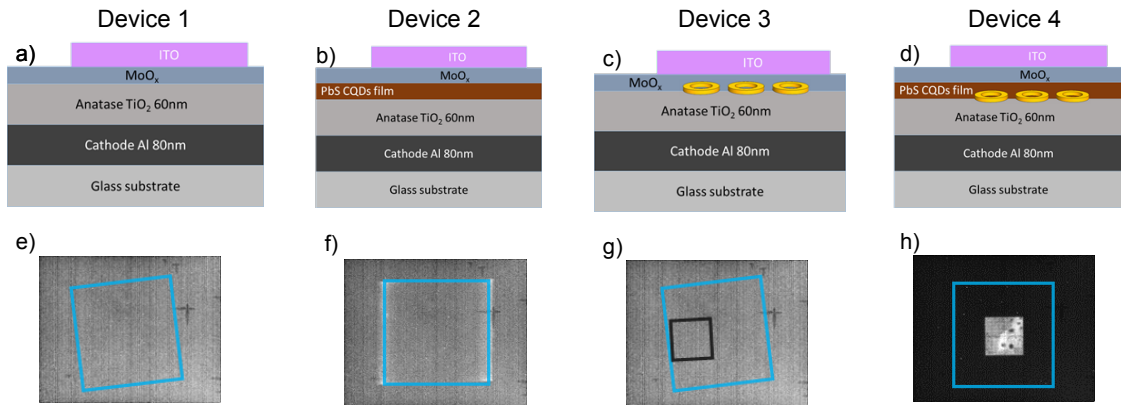 Device 1
Device 2
Device 3
Device 4
a)
ITO
MoOₓ
Anatase TiO₂ 60nm
Cathode Al 80nm
Glass substrate
b)
ITO
MoOₓ
PbS CQDs film
Anatase TiO₂ 60nm
Cathode Al 80nm
Glass substrate
c)
ITO
MoOₓ
Anatase TiO₂ 60nm
Cathode Al 80nm
Glass substrate
d)
ITO
MoOₓ
PbS CQDs film
Anatase TiO₂ 60nm
Cathode Al 80nm
Glass substrate
e)
f)
g)
h)